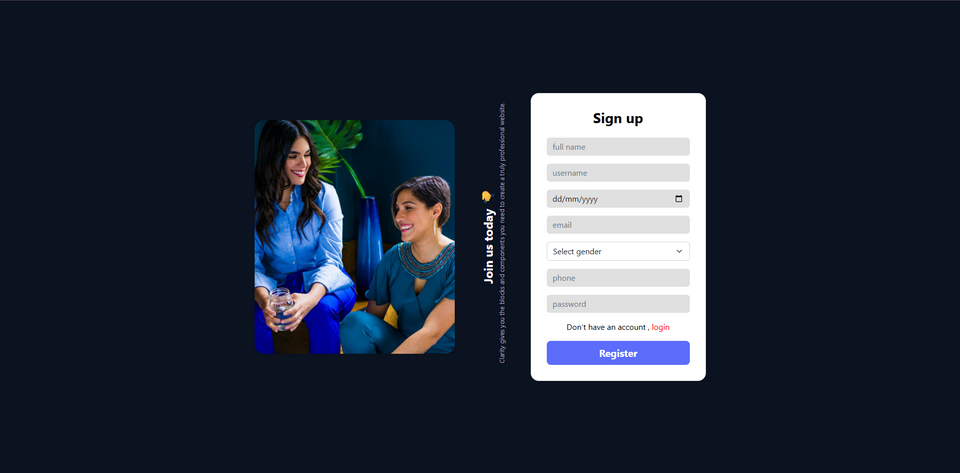 Join us today 👋
Clarity gives you the blocks and components you need to create a truly professional website.
Sign up
full name
username
dd/mm/yyyy
email
Select gender
phone
password
Don't have an account , login
Register